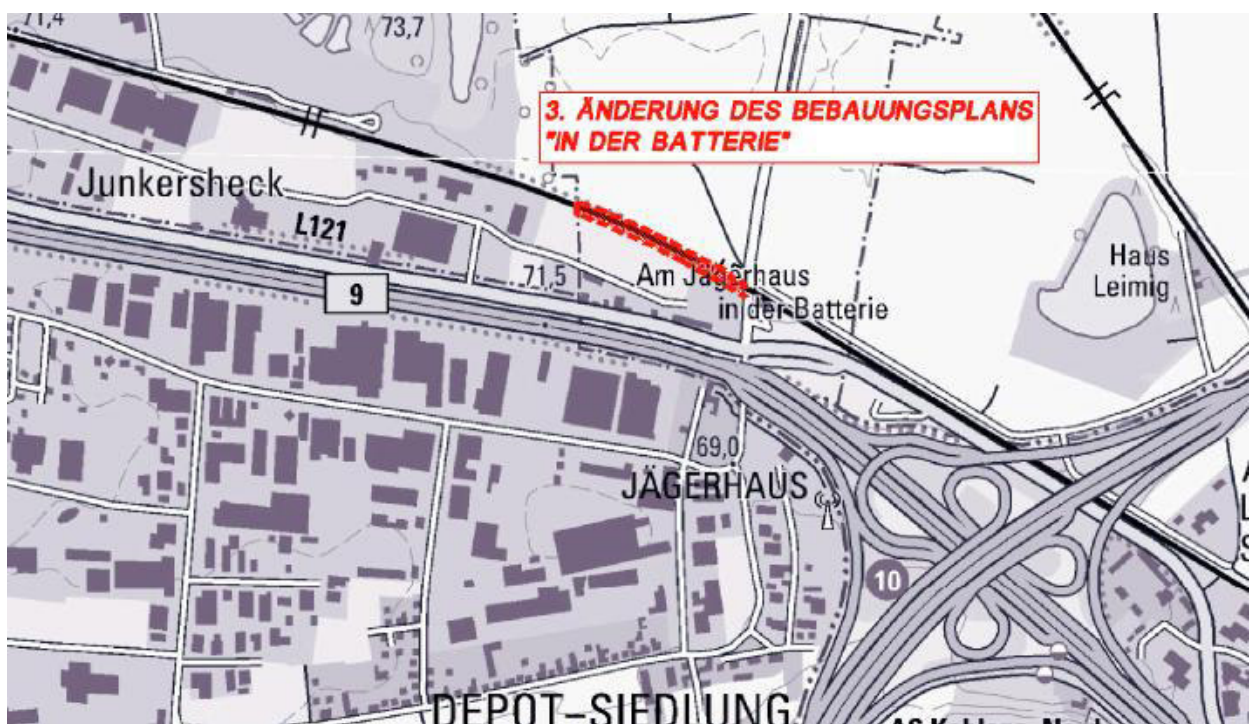 71,4
73,7
3. ÄNDERUNG DES BEBAUUNGSPLANS
"IN DER BATTERIE"
Junkersheck
L121
9
71,5
Am Jägerhaus
in der Batterie
Haus
Leimig
69,0
JÄGERHAUS
10
A
L
S
DEPOT-SIEDLUNG